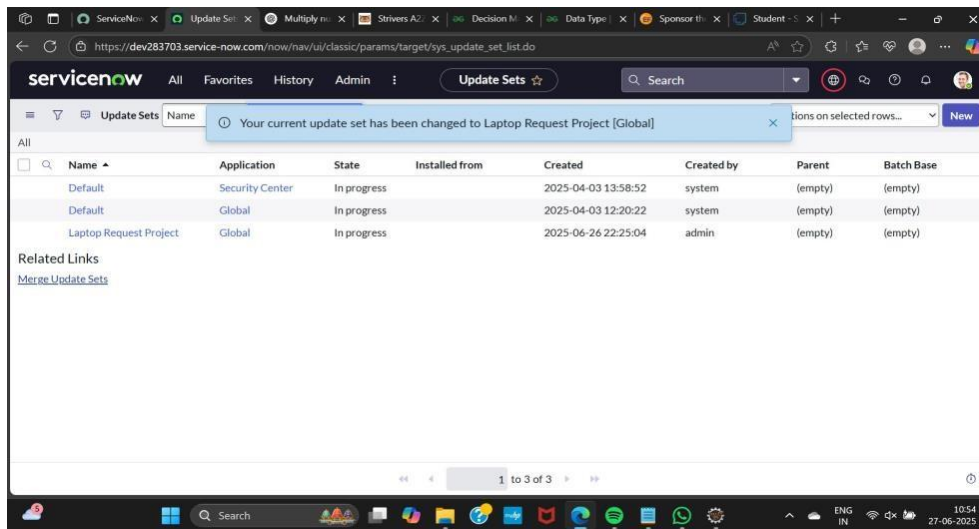 ServiceNov
Update Set
Multiply nu
Strivers A2
Decision M
Data Type
Sponsor th
Student - S
https://dev283703.service-now.com/now/nav/ui/classic/params/target/sys_update_set_list.do
servicenow All Favorites History Admin Update Sets Search
Update Sets Name tions on selected rows... New
Your current update set has been changed to Laptop Request Project [Global]
All
Name Application State Installed from Created Created by Parent Batch Base
Default Security Center In progress 2025-04-03 13:58:52 system (empty) (empty)
Default Global In progress 2025-04-03 12:20:22 system (empty) (empty)
Laptop Request Project Global In progress 2025-06-26 22:25:04 admin (empty) (empty)
Related Links
Merge Update Sets
1 to 3 of 3
5 Search ENG 10:54
IN 27-06-2025